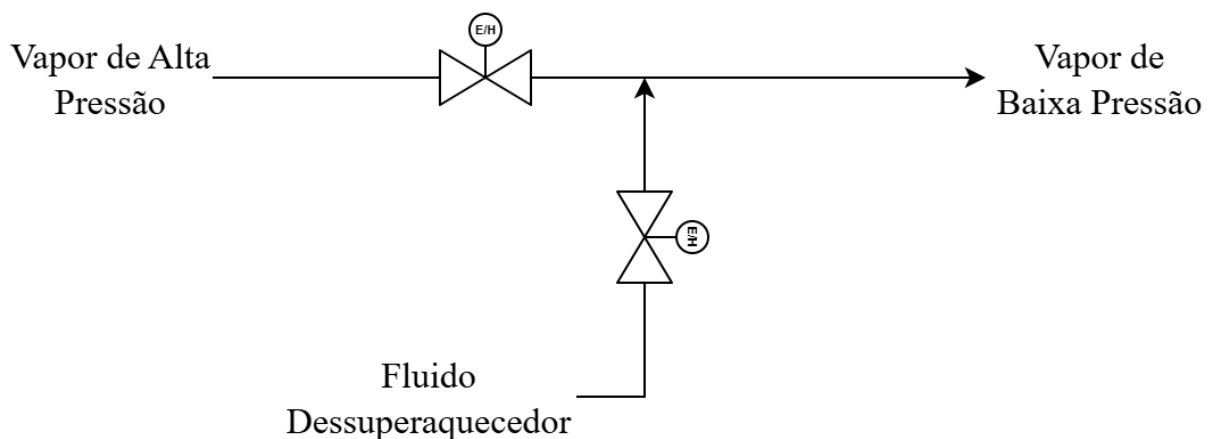 E/H
Vapor de Alta
Pressão
Vapor de
Baixa Pressão
E/H
Fluido
Dessuperaquecedor